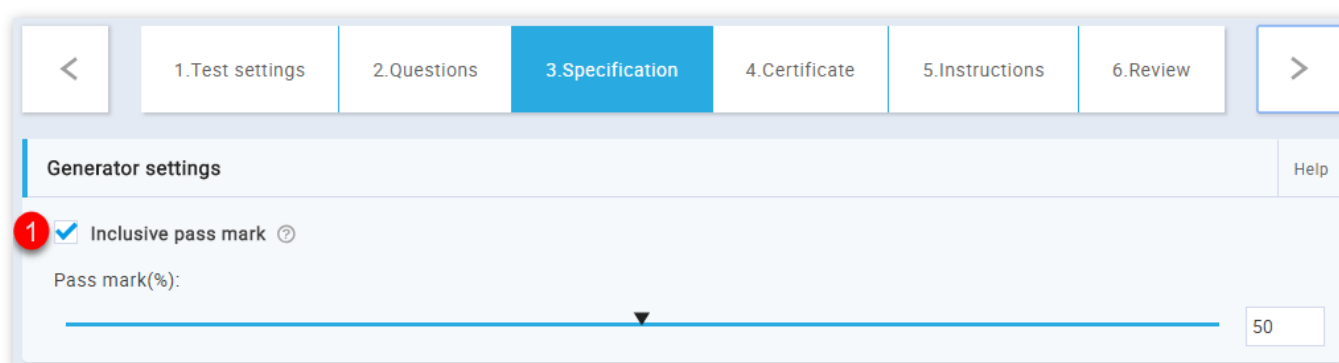 < 1.Test settings 2.Questions 3.Specification 4.Certificate 5.Instructions 6.Review >
Generator settings Help
1 Inclusive pass mark ?
Pass mark(%):
50